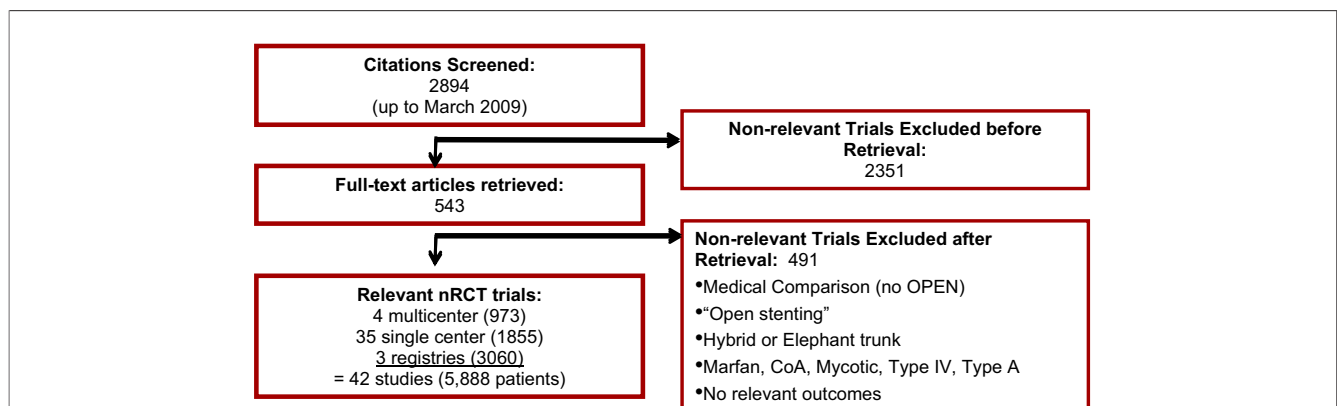 Citations Screened:
2894
(up to March 2009)
Non-relevant Trials Excluded before
Retrieval:
2351
Full-text articles retrieved:
543
Non-relevant Trials Excluded after
Retrieval: 491
•Medical Comparison (no OPEN)
•“Open stenting”
•Hybrid or Elephant trunk
•Marfan, CoA, Mycotic, Type IV, Type A
•No relevant outcomes
Relevant nRCT trials:
4 multicenter (973)
35 single center (1855)
3 registries (3060)
= 42 studies (5,888 patients)